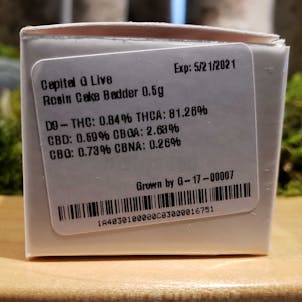 Capital G Live
Exp: 5/21/2021
Rosin Cake Badder 0.5g
D9-THC: 0.84% THCA: 81.26%
CBD: 0.59% CBGA: 2.63%
CBG: 0.73% CBNA: 0.26%
Grown by G-17-00007
1A4030100000C83000016751